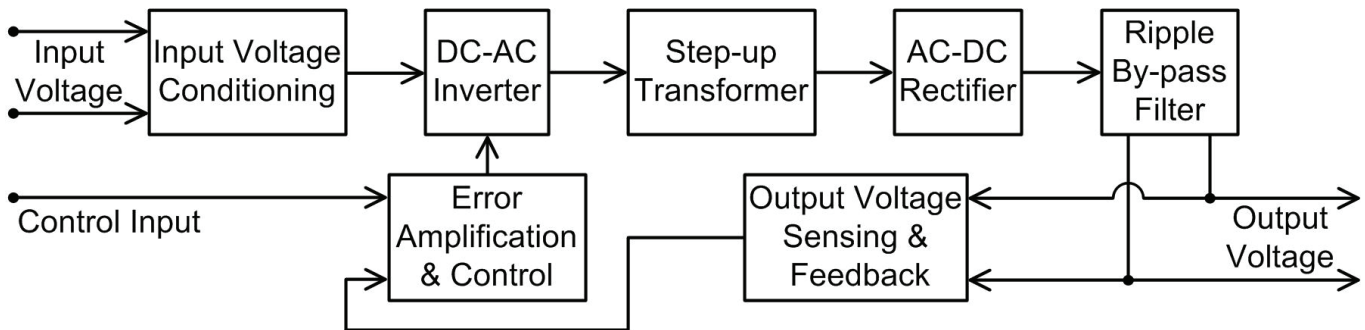 Input
Voltage
Input Voltage
Conditioning
DC-AC
Inverter
Step-up
Transformer
AC-DC
Rectifier
Ripple
By-pass
Filter
Control Input
Error
Amplification
& Control
Output Voltage
Sensing &
Feedback
Output
Voltage